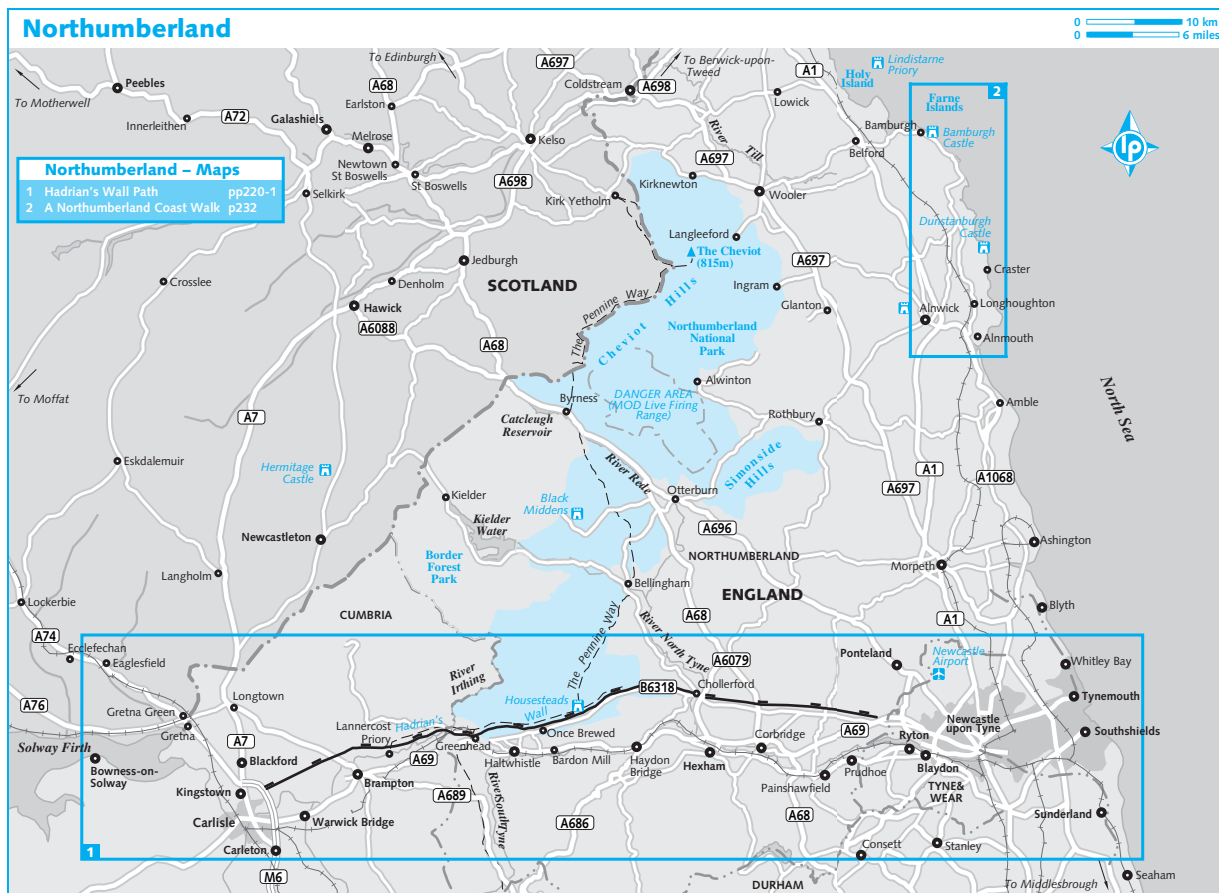 Northumberland
0 10 km
0 6 miles
To Edinburgh
A697
To Berwick-upon-
Tweed
A1
Lindistarne
Priory
Holy
Island
Peebles
A68
Coldstream
A698
To Motherwell
Earlston
Lowick
Farne
Islands
2
Innerleithen
A72
Galashiels
Melrose
Kelso
River Till
Bamburgh
Bamburgh
Castle
Belford
lp
Northumberland – Maps
1 Hadrian's Wall Path pp220-1
2 A Northumberland Coast Walk p232
Newtown
St Boswells
St Boswells
A698
A697
Kirknewton
Wooler
Selkirk
Kirk Yetholm
Dunstanburgh
Castle
Langleeford
The Cheviot
(815m)
A697
Jedburgh
Crosslee
Denholm
SCOTLAND
Ingram
Craster
Hawick
The Pennine Way
Cheviot Hills
Glanton
Longhoughton
Alnwick
A6088
Northumberland
National
Park
A68
Alnmouth
To Moffat
Alwinton
DANGER AREA
(MOD Live Firing
Range)
Byrness
Catcleugh
Reservoir
Rothbury
Amble
North Sea
A7
Eskdalemuir
Hermitage
Castle
River Rede
Simonside
Hills
A1
A1068
A697
Kielder
Otterburn
Black
Middens
Kielder
Water
A696
Newcastleton
NORTHUMBERLAND
Ashington
Border
Forest
Park
Morpeth
Langholm
Bellingham
ENGLAND
Lockerbie
CUMBRIA
A68
A1
Blyth
A74
The Pennine Way
River North Tyne
Ecclefechan
Eaglesfield
River
Irthing
A6079
Ponteland
Newcastle
Airport
Whitley Bay
A76
Longtown
Housesteads
B6318
Chollerford
Tynemouth
Gretna Green
Gretna
Lannercost
Priory
Hadrian's
Wall
Newcastle
upon Tyne
Solway Firth
A7
Greenhead
Once Brewed
Corbridge
A69
Ryton
Southshields
Bowness-on-
Solway
Blackford
A69
Haltwhistle
Bardon Mill
Haydon
Bridge
Hexham
Prudhoe
Blaydon
Brampton
Painshawfield
Kingstown
A689
River South Tyne
TYNE&
WEAR
Carlisle
Warwick Bridge
A686
A68
Sunderland
Carleton
Consett
Stanley
1
M6
DURHAM
To Middlesbrough
Seaham